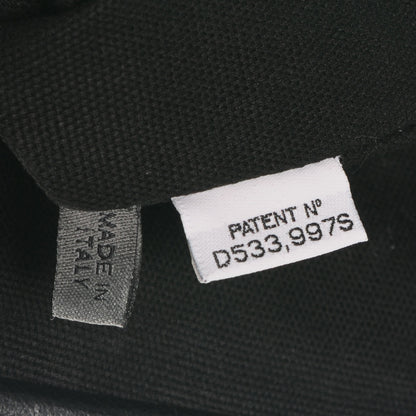 MADE IN
ITALY
PATENT Nº
D533,997S